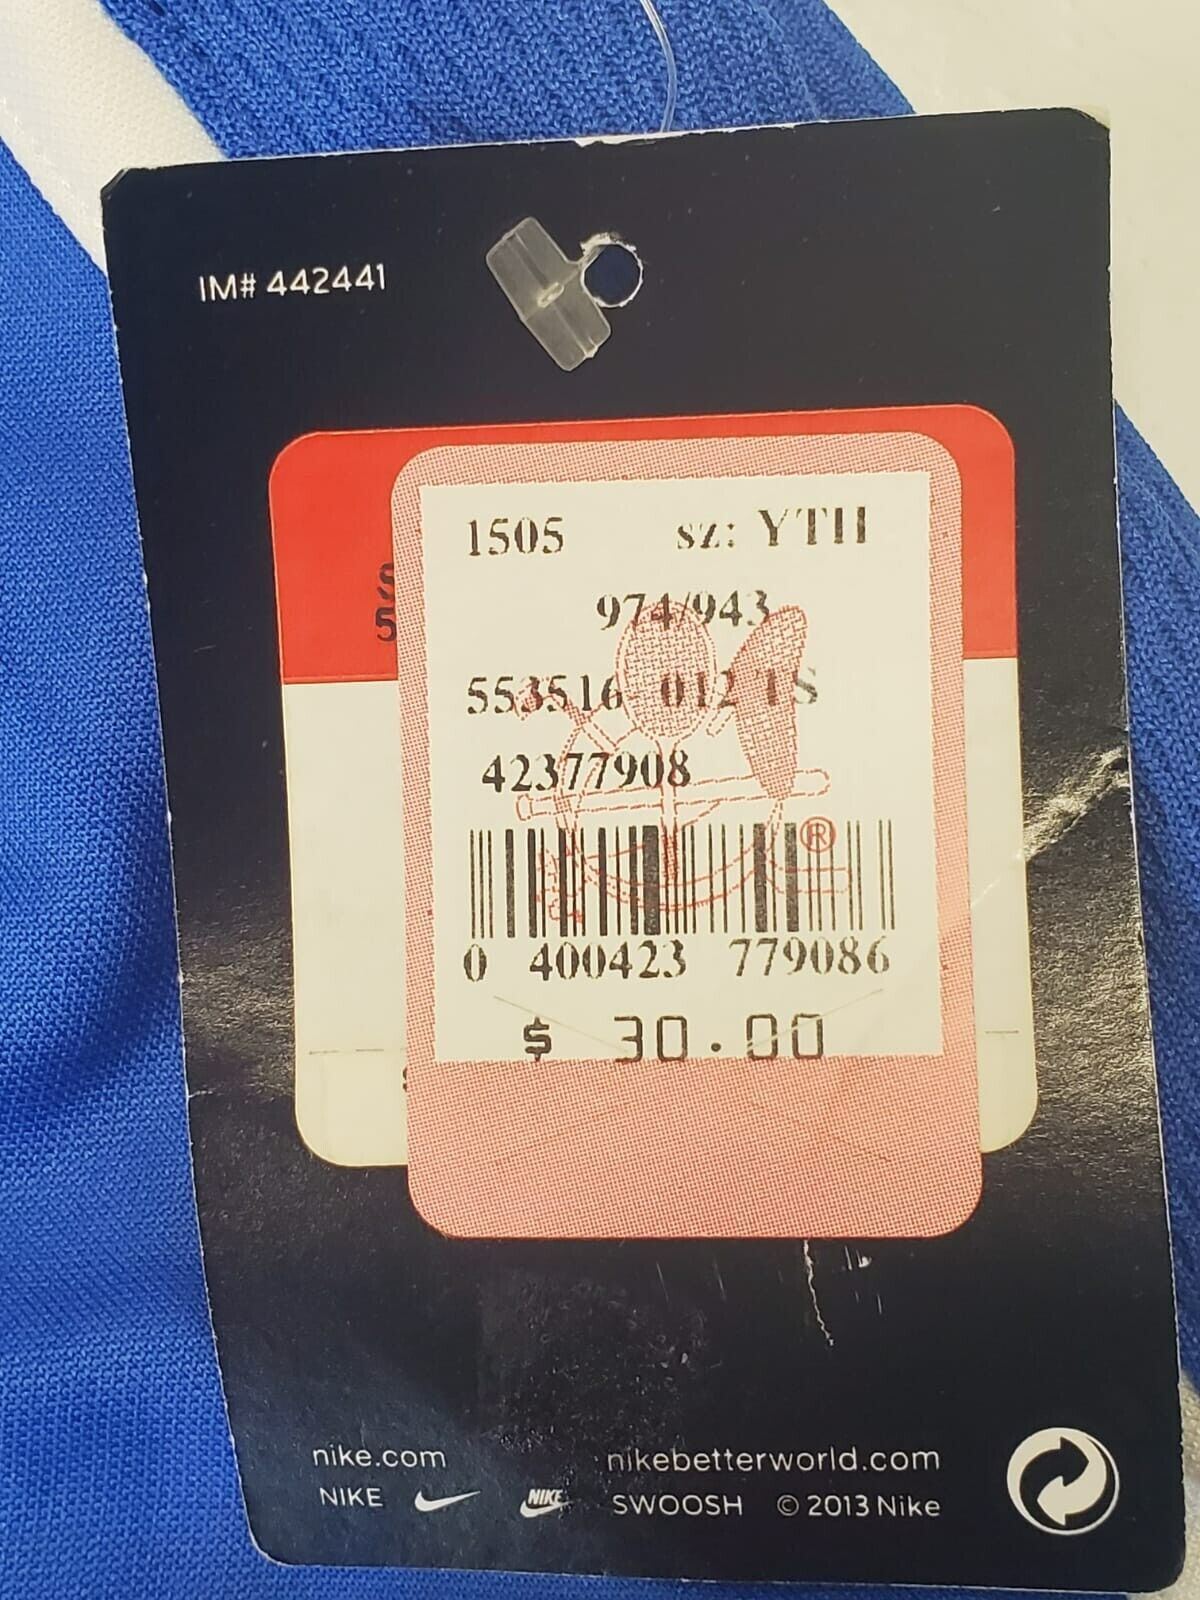 IM# 442441
1505 sz: YTH
974/943
553516 012 TS
42377908
®
0 400423 779086
$ 30.00
nike.com nikebetterworld.com
NIKE NIKE SWOOSH © 2013 Nike